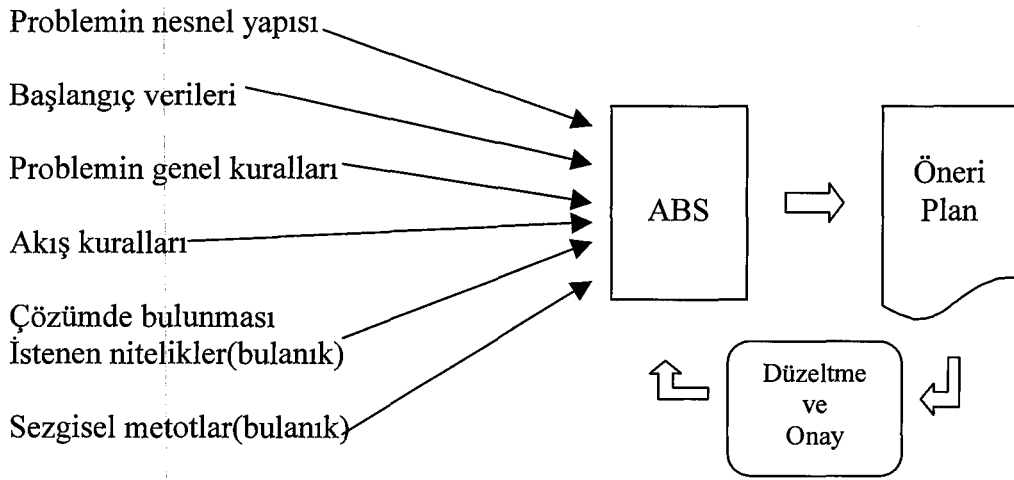 Problemin nesnel yapısı
Başlangıç verileri
Problemin genel kuralları
Akış kuralları
Çözümde bulunması
İstenen nitelikler(bulanık)
Sezgisel metotlar(bulanık)
ABS
Öneri
Plan
Düzeltme
ve
Onay